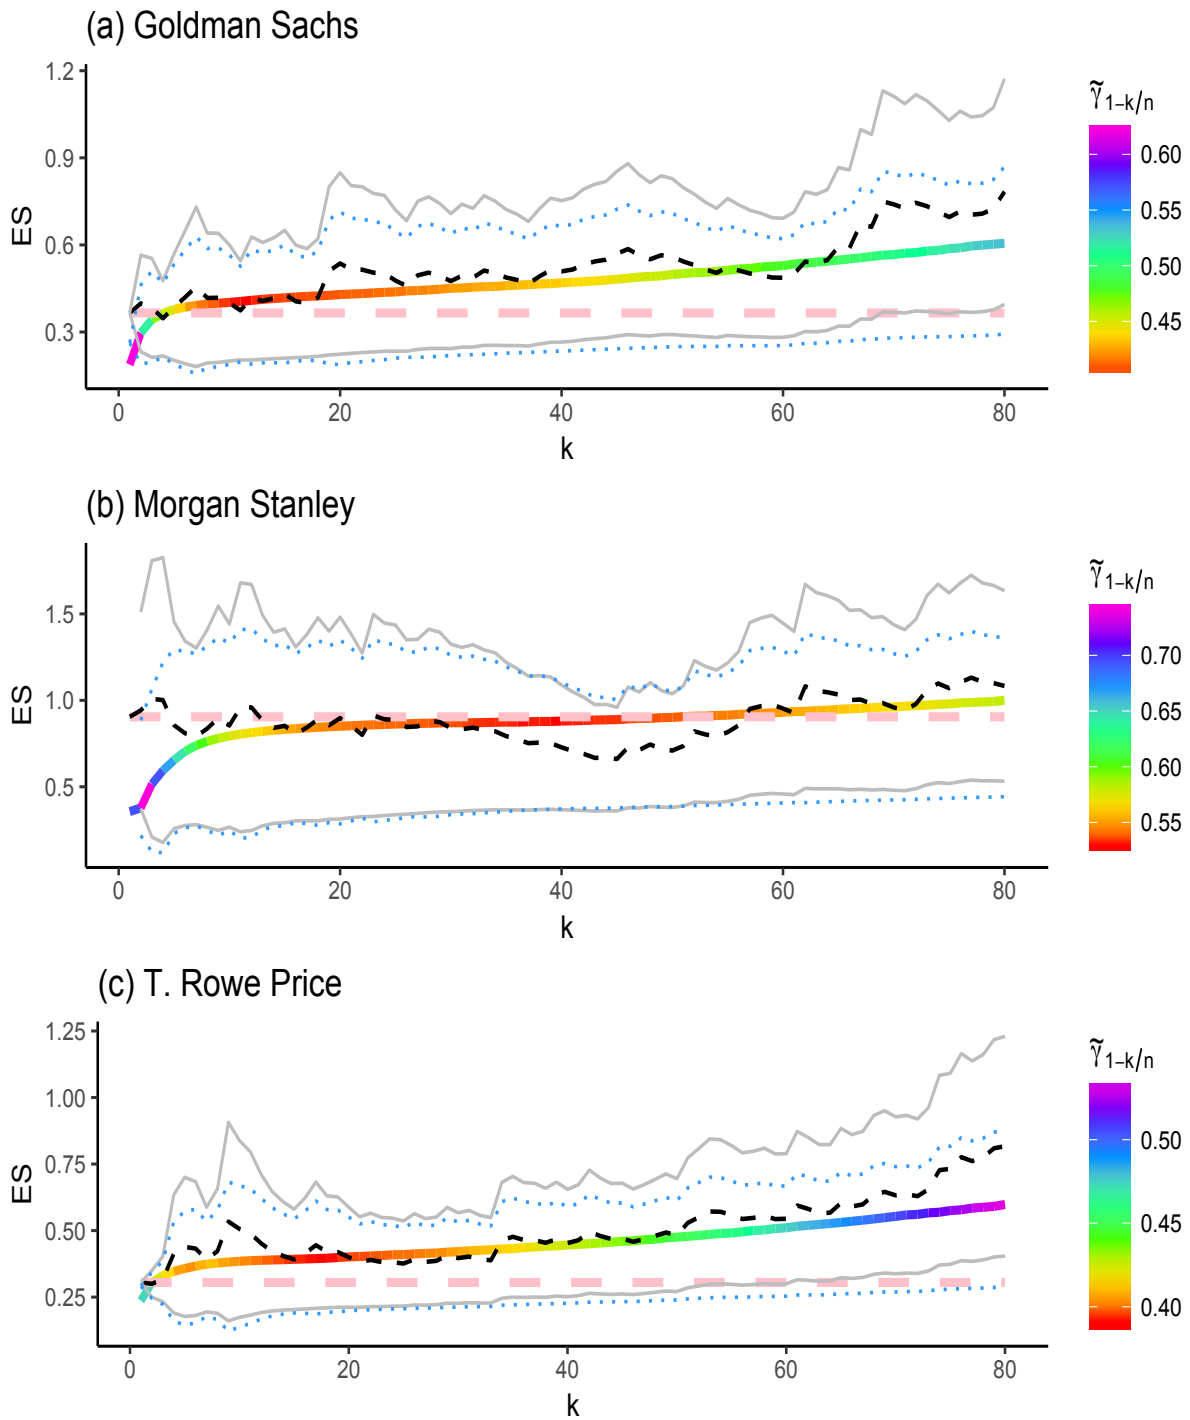 (a) Goldman Sachs
ES
1.2
0.9
0.6
0.3
0 20 40 60 80
k
γ̃ 1−k/n
0.60
0.55
0.50
0.45
(b) Morgan Stanley
ES
1.5
1.0
0.5
0 20 40 60 80
k
γ̃ 1−k/n
0.70
0.65
0.60
0.55
(c) T. Rowe Price
ES
1.25
1.00
0.75
0.50
0.25
0 20 40 60 80
k
γ̃ 1−k/n
0.50
0.45
0.40